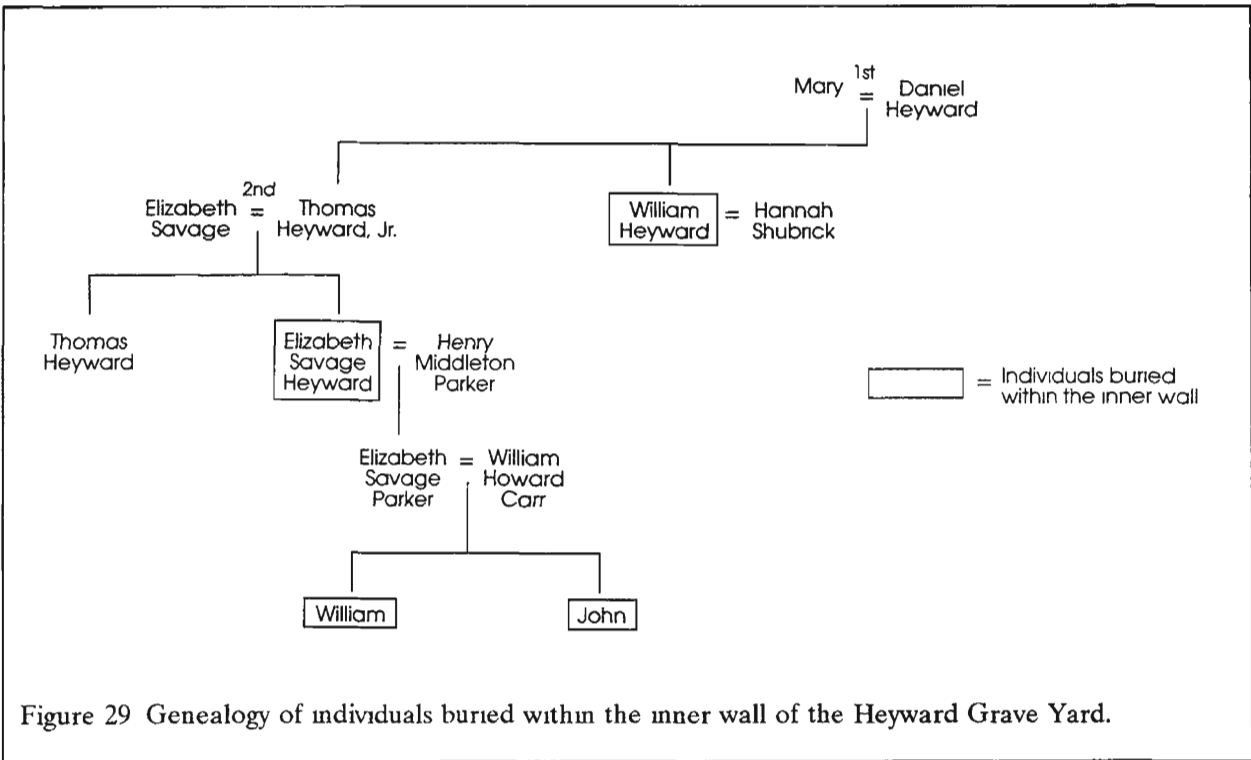 1st
Mary = Daniel
Heyward
2nd
Elizabeth = Thomas
Savage Heyward, Jr.
William = Hannah
Heyward Shubrick
Thomas
Heyward
Elizabeth = Henry
Savage Middleton
Heyward Parker
= Individuals buried
within the inner wall
Elizabeth = William
Savage Howard
Parker Carr
William
John
Figure 29 Genealogy of individuals buried within the inner wall of the Heyward Grave Yard.